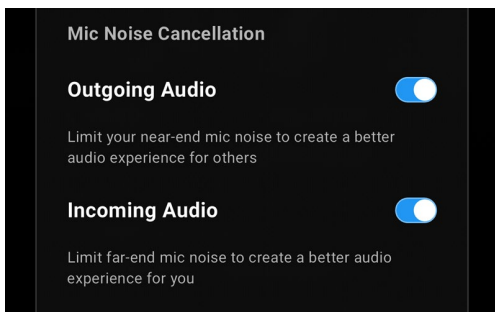 Mic Noise Cancellation
Outgoing Audio
Limit your near-end mic noise to create a better
audio experience for others
Incoming Audio
Limit far-end mic noise to create a better audio
experience for you